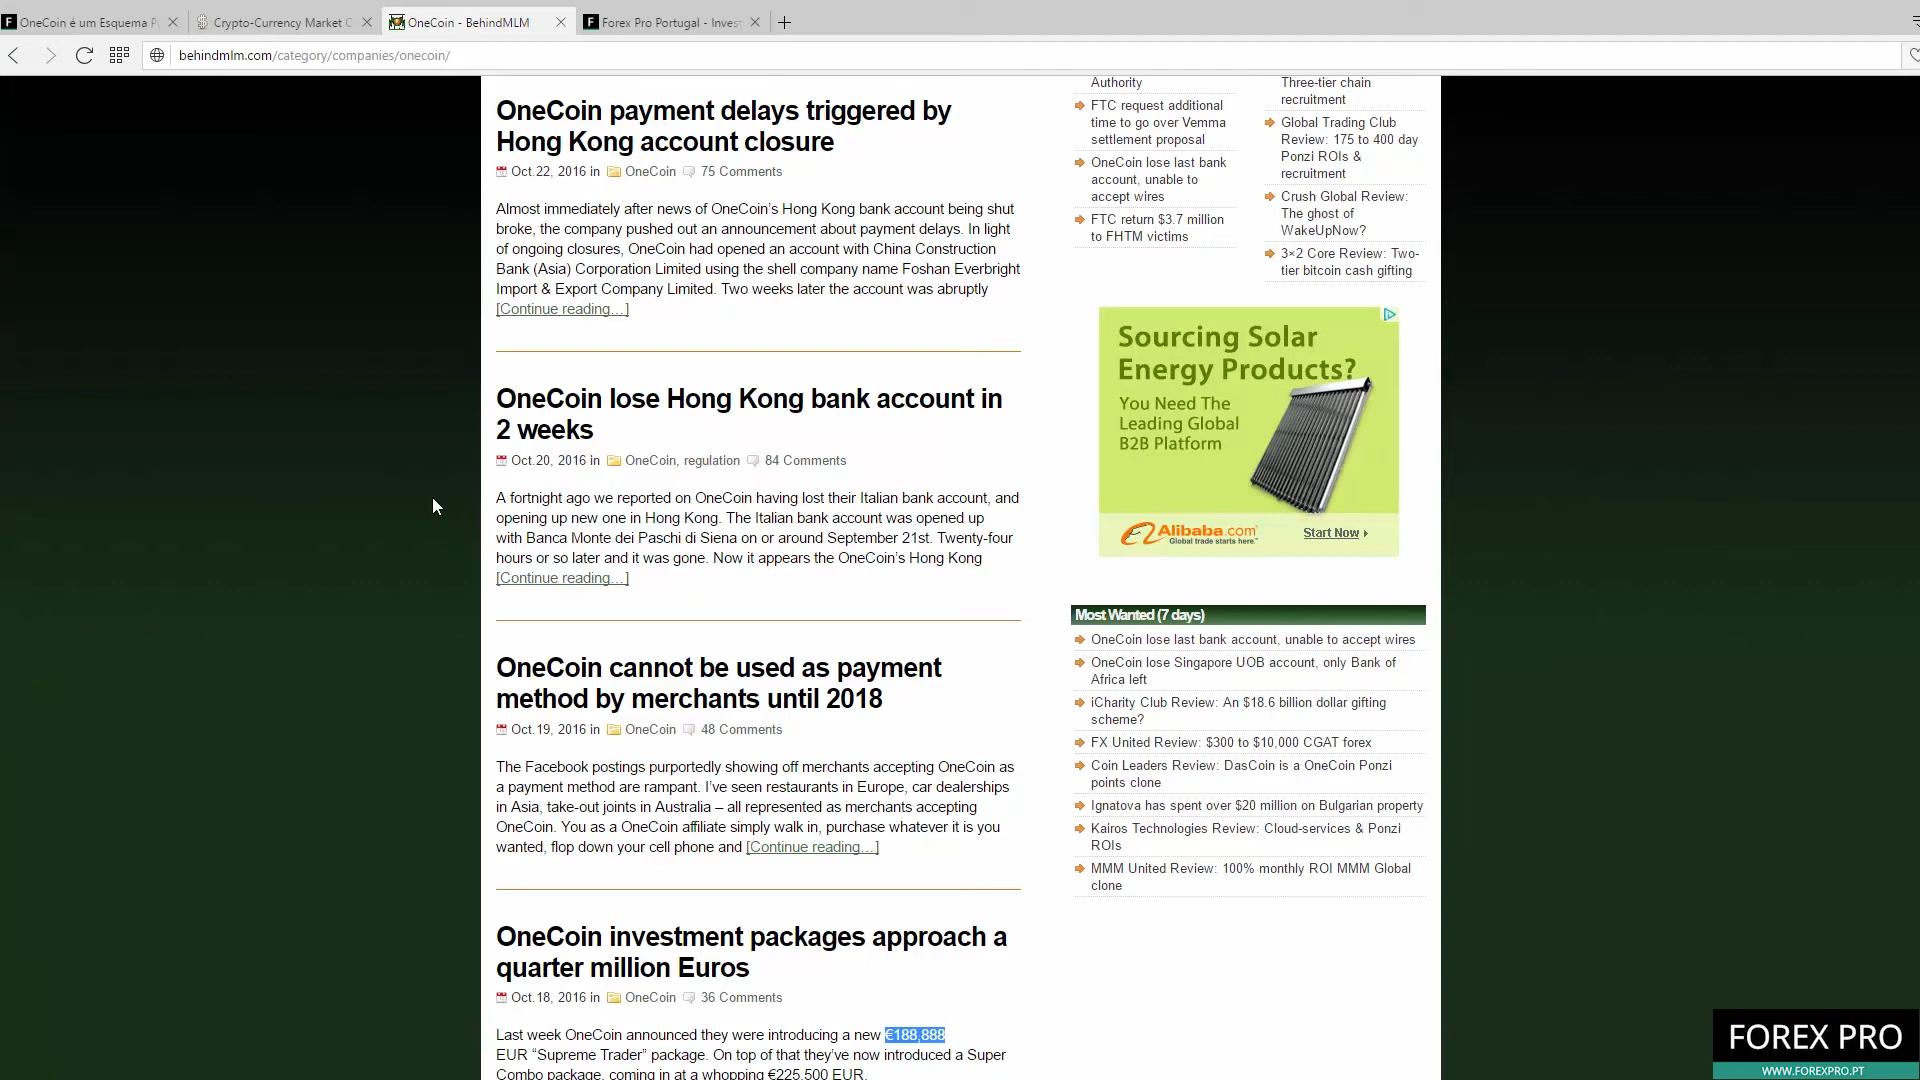 OneCoin é um Esquema P
Crypto-Currency Market C
OneCoin - BehindMLM
Forex Pro Portugal - Inves
behindmlm.com/category/companies/onecoin/
OneCoin payment delays triggered by
Hong Kong account closure
Oct.22, 2016 in OneCoin 75 Comments
Almost immediately after news of OneCoin's Hong Kong bank account being shut
broke, the company pushed out an announcement about payment delays. In light
of ongoing closures, OneCoin had opened an account with China Construction
Bank (Asia) Corporation Limited using the shell company name Foshan Everbright
Import & Export Company Limited. Two weeks later the account was abruptly
[Continue reading…]
OneCoin lose Hong Kong bank account in
2 weeks
Oct.20, 2016 in OneCoin, regulation 84 Comments
A fortnight ago we reported on OneCoin having lost their Italian bank account, and
opening up new one in Hong Kong. The Italian bank account was opened up
with Banca Monte dei Paschi di Siena on or around September 21st. Twenty-four
hours or so later and it was gone. Now it appears the OneCoin's Hong Kong
[Continue reading…]
OneCoin cannot be used as payment
method by merchants until 2018
Oct.19, 2016 in OneCoin 48 Comments
The Facebook postings purportedly showing off merchants accepting OneCoin as
a payment method are rampant. I've seen restaurants in Europe, car dealerships
in Asia, take-out joints in Australia – all represented as merchants accepting
OneCoin. You as a OneCoin affiliate simply walk in, purchase whatever it is you
wanted, flop down your cell phone and [Continue reading…]
OneCoin investment packages approach a
quarter million Euros
Oct.18, 2016 in OneCoin 36 Comments
Last week OneCoin announced they were introducing a new €188,888
EUR “Supreme Trader” package. On top of that they've now introduced a Super
Combo package, coming in at a whopping €225,500 EUR.
Authority
FTC request additional
time to go over Vemma
settlement proposal
OneCoin lose last bank
account, unable to
accept wires
FTC return $3.7 million
to FHTM victims
Three-tier chain
recruitment
Global Trading Club
Review: 175 to 400 day
Ponzi ROIs &
recruitment
Crush Global Review:
The ghost of
WakeUpNow?
3×2 Core Review: Two-
tier bitcoin cash gifting
Sourcing Solar
Energy Products?
You Need The
Leading Global
B2B Platform
Alibaba.com
Global trade starts here.™
Start Now
Most Wanted (7 days)
OneCoin lose last bank account, unable to accept wires
OneCoin lose Singapore UOB account, only Bank of
Africa left
iCharity Club Review: An $18.6 billion dollar gifting
scheme?
FX United Review: $300 to $10,000 CGAT forex
Coin Leaders Review: DasCoin is a OneCoin Ponzi
points clone
Ignatova has spent over $20 million on Bulgarian property
Kairos Technologies Review: Cloud-services & Ponzi
ROIs
MMM United Review: 100% monthly ROI MMM Global
clone
FOREX PRO
WWW.FOREXPRO.PT